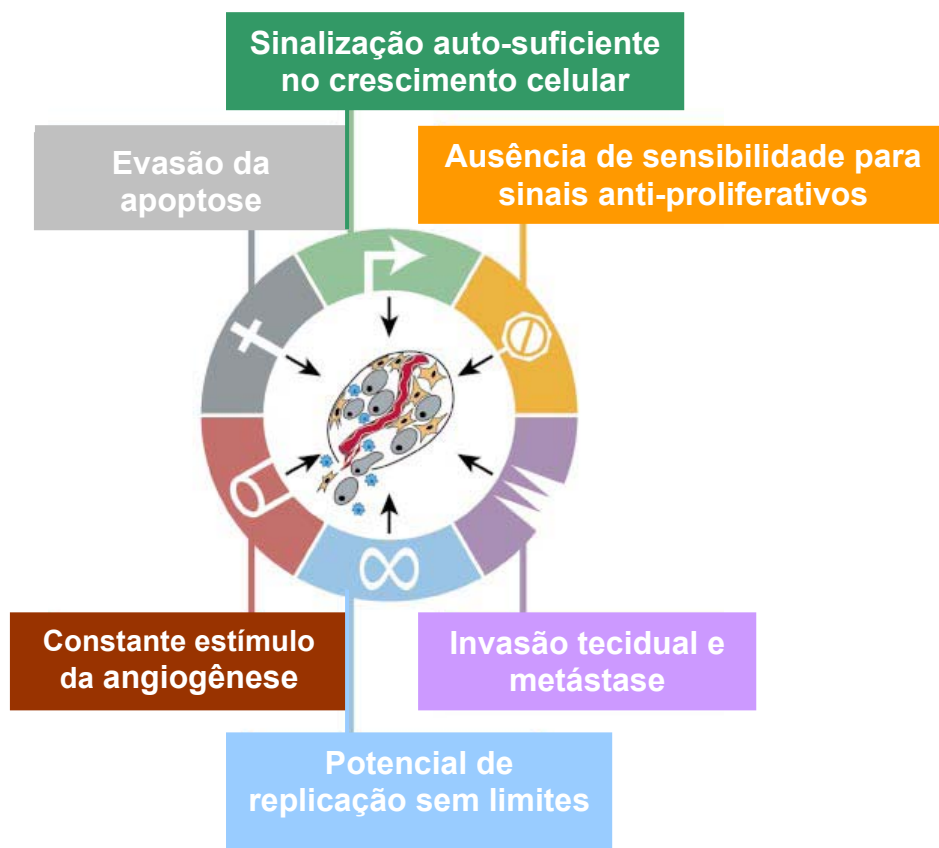 Sinalização auto-suficiente
no crescimento celular
Evasão da
apoptose
Ausência de sensibilidade para
sinais anti-proliferativos
Constante estímulo
da angiogênese
Invasão tecidual e
metástase
Potencial de
replicação sem limites